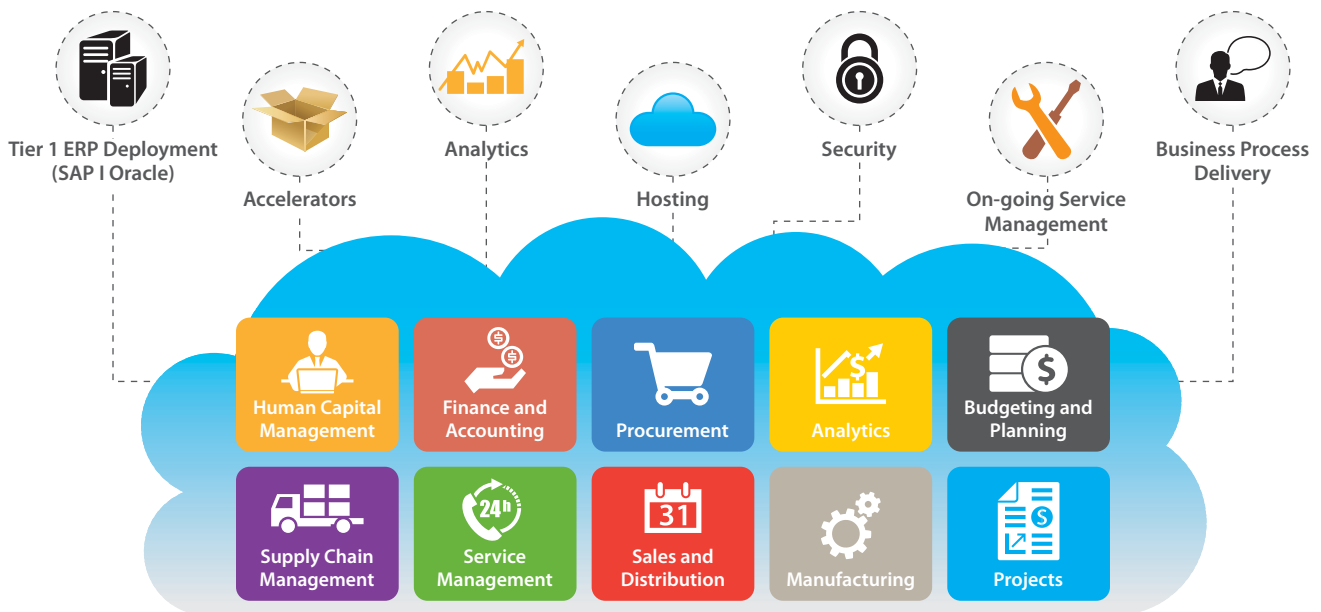 Tier 1 ERP Deployment
(SAP I Oracle)
Accelerators
Analytics
Hosting
Security
On-going Service
Management
Business Process
Delivery
Human Capital
Management
$
$
Finance and
Accounting
Procurement
$
Analytics
$
Budgeting and
Planning
Supply Chain
Management
24h
Service
Management
31
Sales and
Distribution
Manufacturing
$
Projects